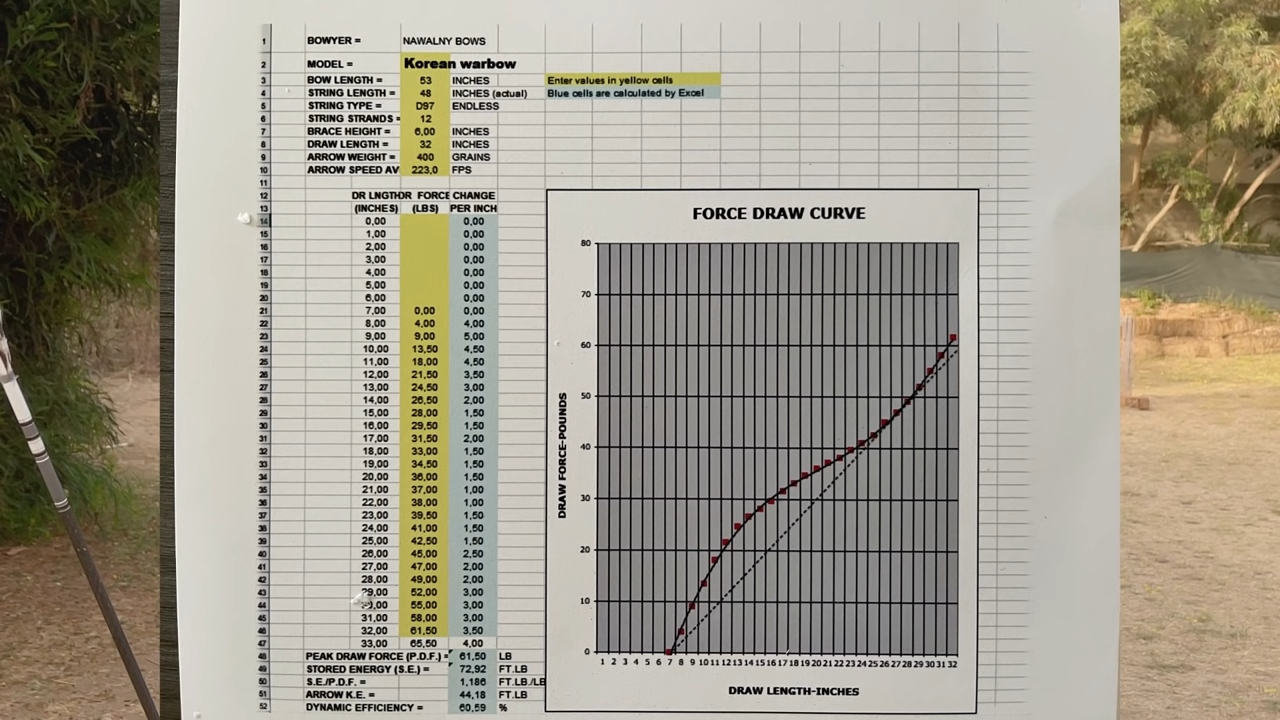 1 BOWYER = NAWALNY BOWS
2 MODEL = Korean warbow
3 BOW LENGTH = 53 INCHES Enter values in yellow cells
4 STRING LENGTH = 48 INCHES (actual) Blue cells are calculated by Excel
5 STRING TYPE = D97 ENDLESS
6 STRING STRANDS = 12
7 BRACE HEIGHT = 6,00 INCHES
8 DRAW LENGTH = 32 INCHES
9 ARROW WEIGHT = 400 GRAINS
10 ARROW SPEED AV 223,0 FPS
11
12 DR LNGTH DR FORCE CHANGE
13 (INCHES) (LBS) PER INCH
14 0,00 0,00
15 1,00 0,00
16 2,00 0,00
17 3,00 0,00
18 4,00 0,00
19 5,00 0,00
20 6,00 0,00
21 7,00 0,00 0,00
22 8,00 4,00 4,00
23 9,00 9,00 5,00
24 10,00 13,50 4,50
25 11,00 18,00 4,50
26 12,00 21,50 3,50
27 13,00 24,50 3,00
28 14,00 26,50 2,00
29 15,00 28,00 1,50
30 16,00 29,50 1,50
31 17,00 31,50 2,00
32 18,00 33,00 1,50
33 19,00 34,50 1,50
34 20,00 36,00 1,50
35 21,00 37,00 1,00
36 22,00 38,00 1,00
37 23,00 39,50 1,50
38 24,00 41,00 1,50
39 25,00 42,50 1,50
40 26,00 45,00 2,50
41 27,00 47,00 2,00
42 28,00 49,00 2,00
43 29,00 52,00 3,00
44 30,00 55,00 3,00
45 31,00 58,00 3,00
46 32,00 61,50 3,50
47 33,00 65,50 4,00
48 PEAK DRAW FORCE (P.D.F.) = 61,50 LB
49 STORED ENERGY (S.E.) = 72,92 FT.LB
50 S.E./P.D.F. = 1,186 FT.LB./LB
51 ARROW K.E. = 44,18 FT.LB
52 DYNAMIC EFFICIENCY = 60,59 %
FORCE DRAW CURVE
80
70
60
50
40
30
20
10
0
DRAW FORCE-POUNDS
1 2 3 4 5 6 7 8 9 10 11 12 13 14 15 16 17 18 19 20 21 22 23 24 25 26 27 28 29 30 31 32
DRAW LENGTH-INCHES